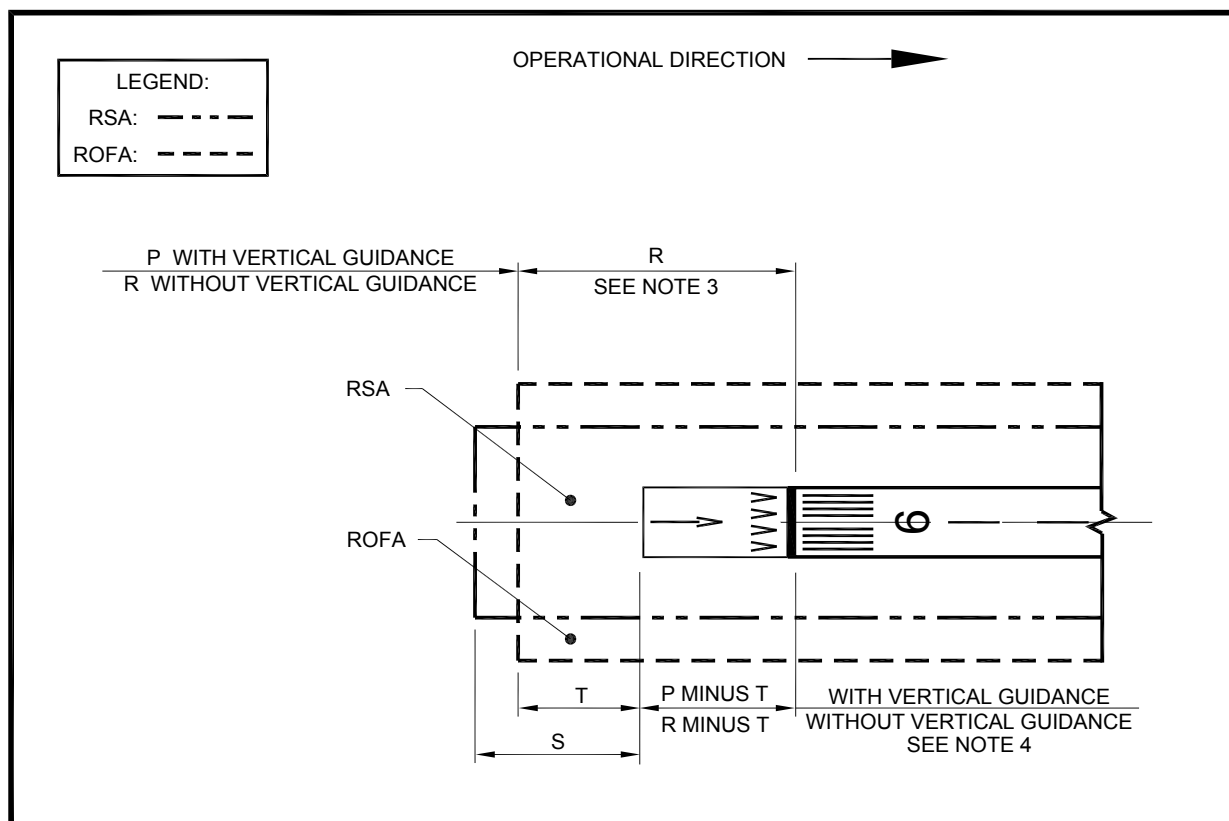 OPERATIONAL DIRECTION
LEGEND:
RSA:
ROFA:
P WITH VERTICAL GUIDANCE
R WITHOUT VERTICAL GUIDANCE
R
SEE NOTE 3
RSA
ROFA
9
T
P MINUS T
R MINUS T
WITH VERTICAL GUIDANCE
WITHOUT VERTICAL GUIDANCE
SEE NOTE 4
S